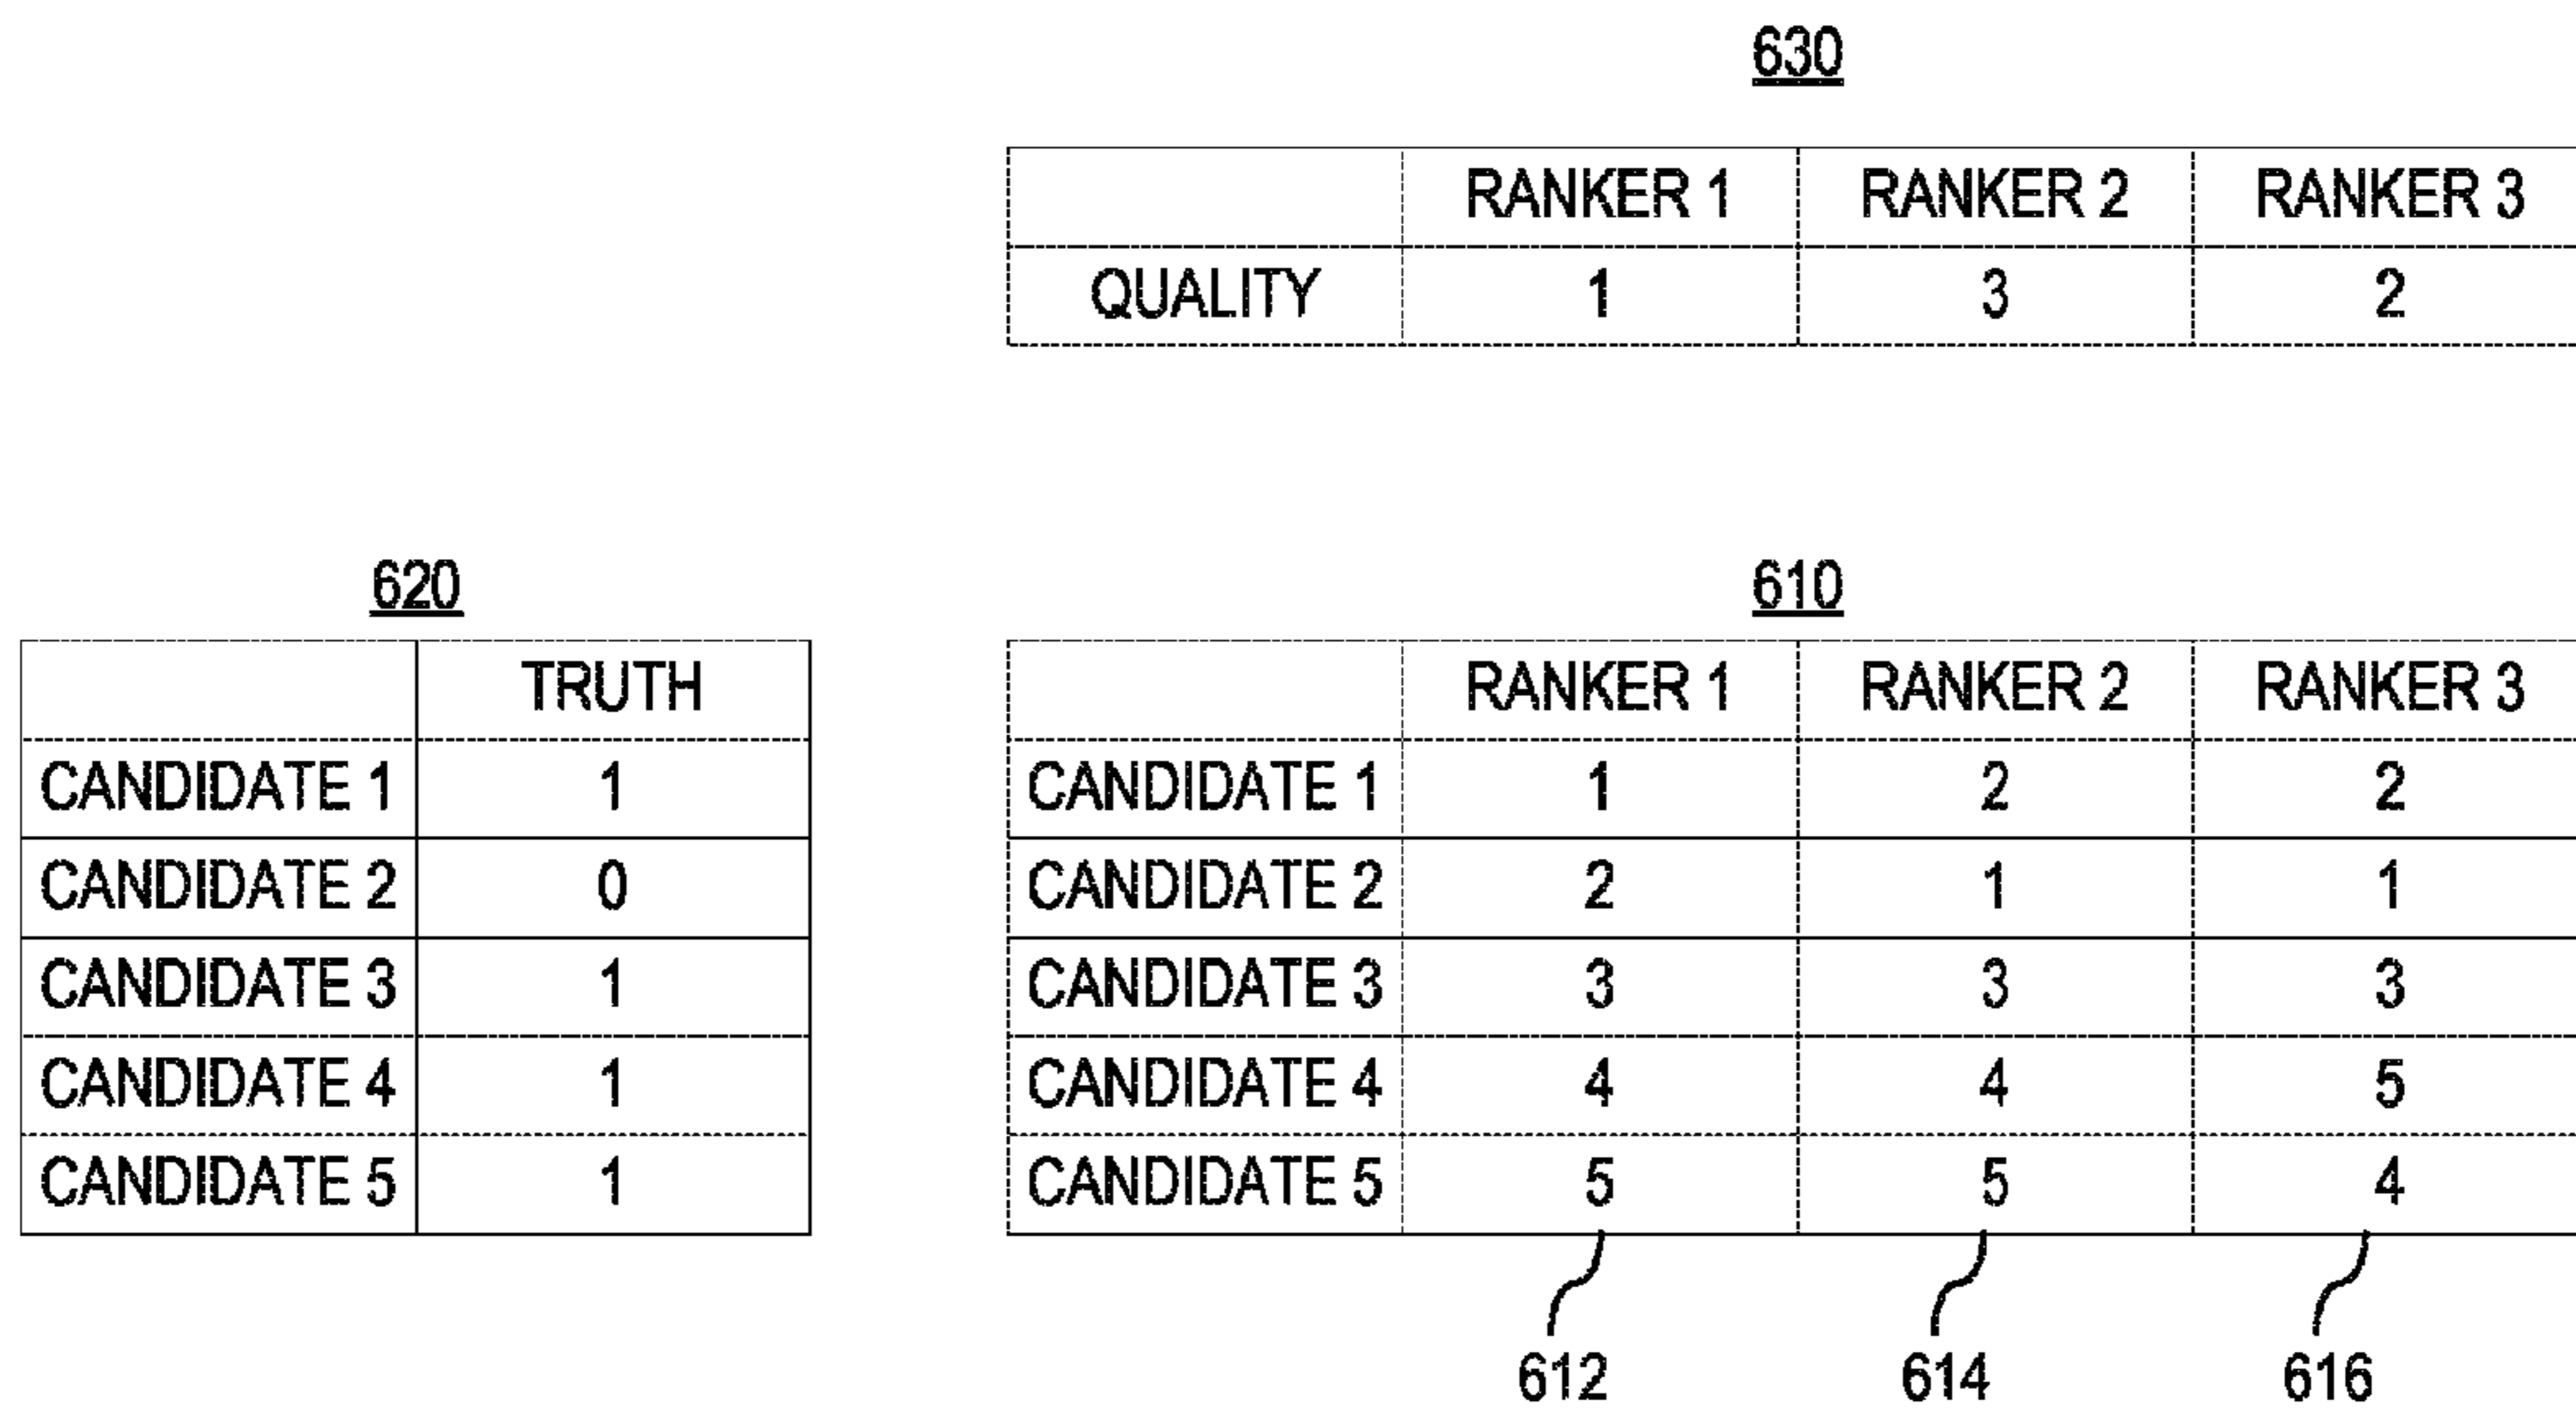 630
RANKER 1 RANKER 2 RANKER 3
QUALITY 1 3 2
620
TRUTH
CANDIDATE 1 1
CANDIDATE 2 0
CANDIDATE 3 1
CANDIDATE 4 1
CANDIDATE 5 1
610
RANKER 1 RANKER 2 RANKER 3
CANDIDATE 1 1 2 2
CANDIDATE 2 2 1 1
CANDIDATE 3 3 3 3
CANDIDATE 4 4 4 5
CANDIDATE 5 5 5 4
612 614 616